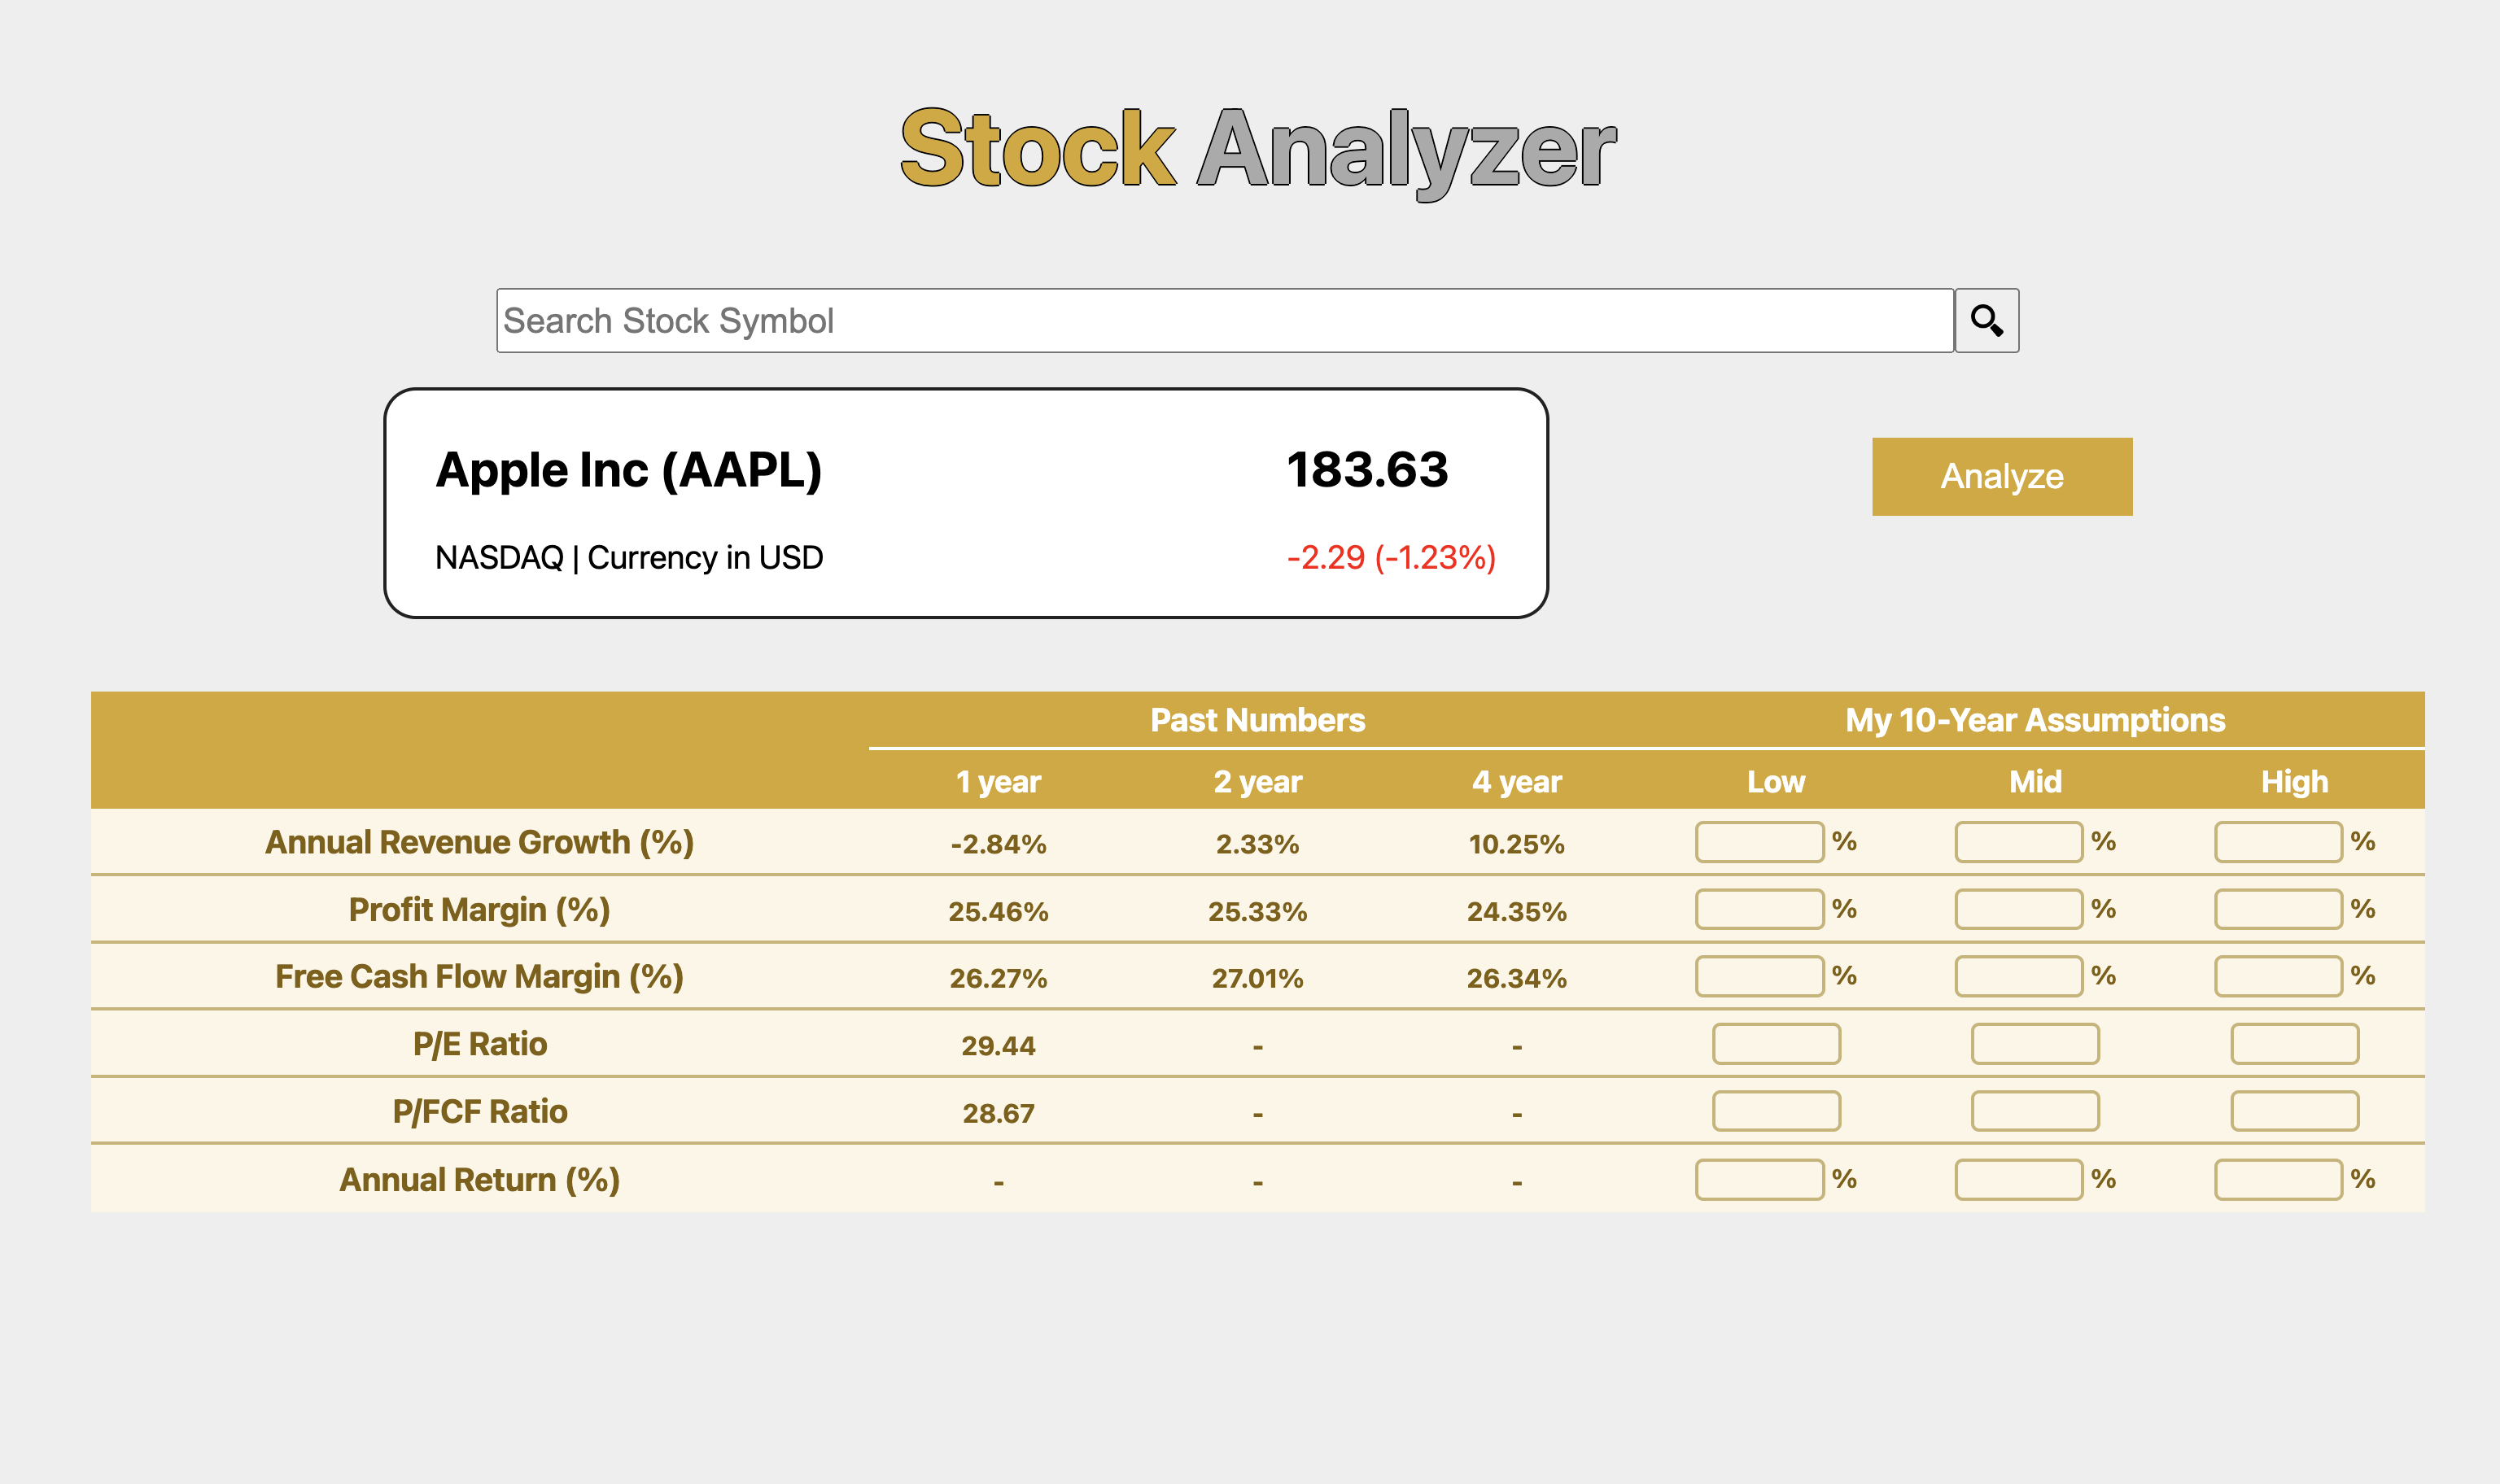 Stock Analyzer
Search Stock Symbol
Apple Inc (AAPL) 183.63
NASDAQ | Currency in USD -2.29 (-1.23%)
Analyze
Past Numbers My 10-Year Assumptions
1 year 2 year 4 year Low Mid High
Annual Revenue Growth (%) -2.84% 2.33% 10.25% % % %
Profit Margin (%) 25.46% 25.33% 24.35% % % %
Free Cash Flow Margin (%) 26.27% 27.01% 26.34% % % %
P/E Ratio 29.44 - -
P/FCF Ratio 28.67 - -
Annual Return (%) - - - % % %